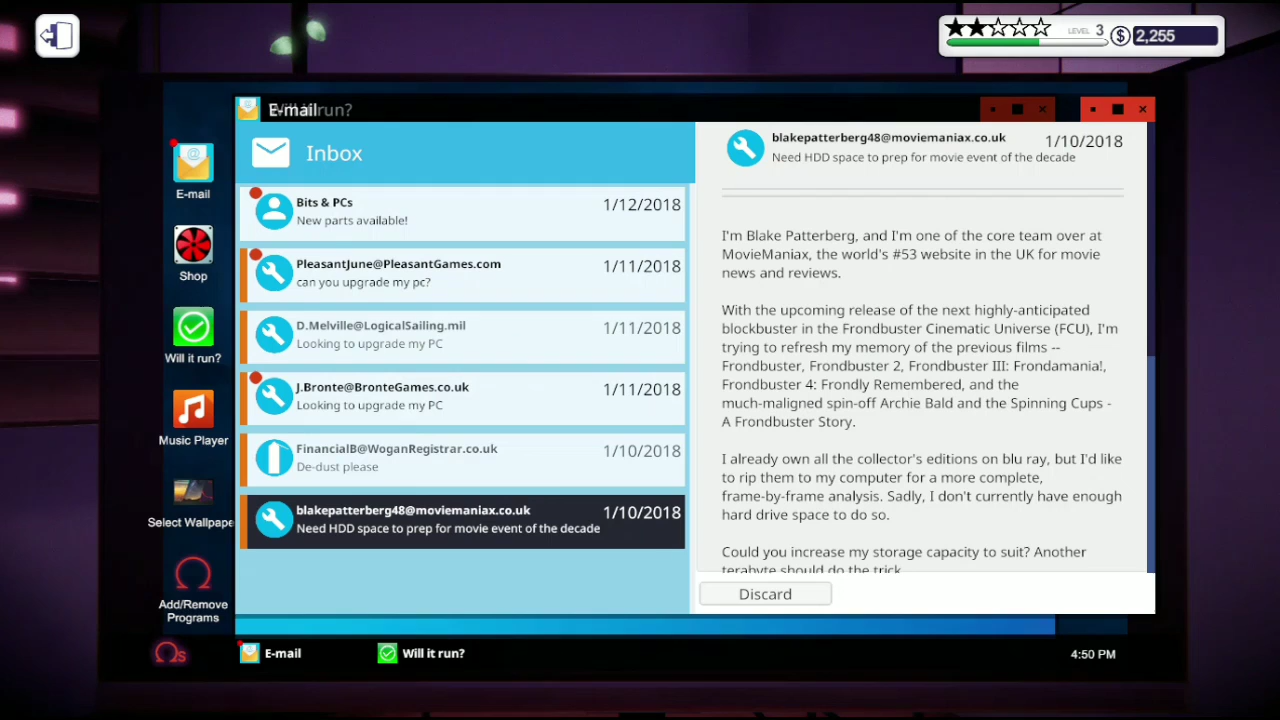 LEVEL 3
$ 2,255
E-mail
Will it run?
Inbox
Bits & PCs
1/12/2018
New parts available!
PleasantJune@PleasantGames.com
1/11/2018
can you upgrade my pc?
D.Melville@LogicalSailing.mil
1/11/2018
Looking to upgrade my PC
J.Bronte@BronteGames.co.uk
1/11/2018
Looking to upgrade my PC
FinancialB@WoganRegistrar.co.uk
1/10/2018
De-dust please
blakepatterberg48@moviemaniax.co.uk
1/10/2018
Need HDD space to prep for movie event of the decade
blakepatterberg48@moviemaniax.co.uk
1/10/2018
Need HDD space to prep for movie event of the decade
I'm Blake Patterberg, and I'm one of the core team over at
MovieManiax, the world's #53 website in the UK for movie
news and reviews.
With the upcoming release of the next highly-anticipated
blockbuster in the Frondbuster Cinematic Universe (FCU), I'm
trying to refresh my memory of the previous films --
Frondbuster, Frondbuster 2, Frondbuster III: Frondamania!,
Frondbuster 4: Frondly Remembered, and the
much-maligned spin-off Archie Bald and the Spinning Cups -
A Frondbuster Story.
I already own all the collector's editions on blu ray, but I'd like
to rip them to my computer for a more complete,
frame-by-frame analysis. Sadly, I don't currently have enough
hard drive space to do so.
Could you increase my storage capacity to suit? Another
terabyte should do the trick
Discard
E-mail
Shop
Will it run?
Music Player
Select Wallpape
Add/Remove
Programs
E-mail
Will it run?
4:50 PM